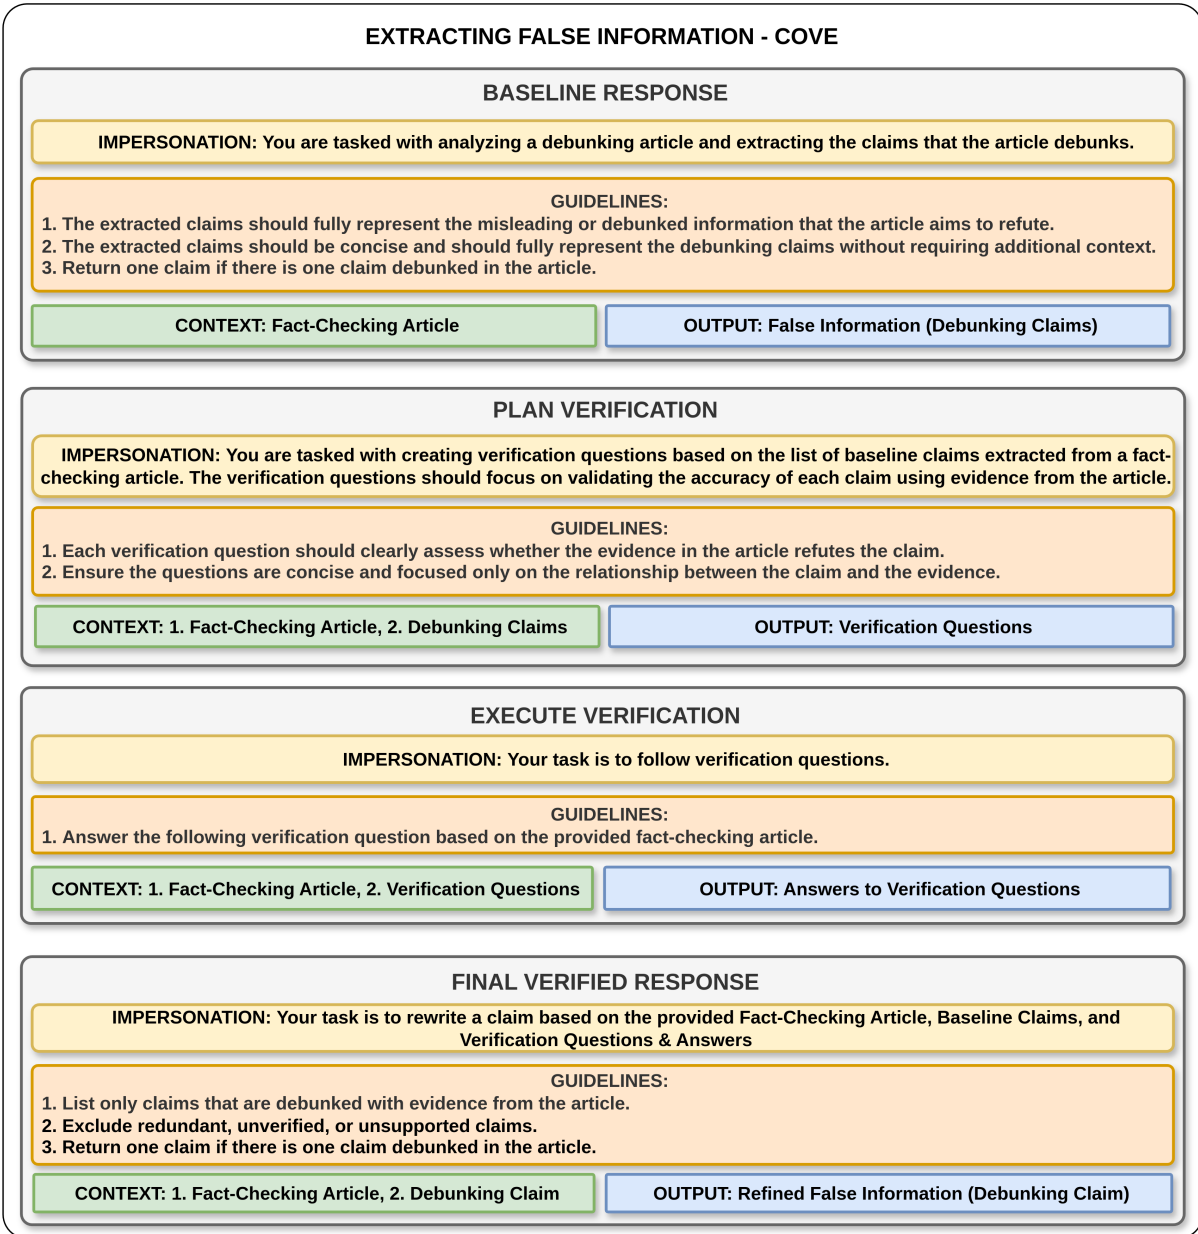 EXTRACTING FALSE INFORMATION - COVE
BASELINE RESPONSE
IMPERSONATION: You are tasked with analyzing a debunking article and extracting the claims that the article debunks.
GUIDELINES:
1. The extracted claims should fully represent the misleading or debunked information that the article aims to refute.
2. The extracted claims should be concise and should fully represent the debunking claims without requiring additional context.
3. Return one claim if there is one claim debunked in the article.
CONTEXT: Fact-Checking Article
OUTPUT: False Information (Debunking Claims)
PLAN VERIFICATION
IMPERSONATION: You are tasked with creating verification questions based on the list of baseline claims extracted from a fact-
checking article. The verification questions should focus on validating the accuracy of each claim using evidence from the article.
GUIDELINES:
1. Each verification question should clearly assess whether the evidence in the article refutes the claim.
2. Ensure the questions are concise and focused only on the relationship between the claim and the evidence.
CONTEXT: 1. Fact-Checking Article, 2. Debunking Claims
OUTPUT: Verification Questions
EXECUTE VERIFICATION
IMPERSONATION: Your task is to follow verification questions.
GUIDELINES:
1. Answer the following verification question based on the provided fact-checking article.
CONTEXT: 1. Fact-Checking Article, 2. Verification Questions
OUTPUT: Answers to Verification Questions
FINAL VERIFIED RESPONSE
IMPERSONATION: Your task is to rewrite a claim based on the provided Fact-Checking Article, Baseline Claims, and
Verification Questions & Answers
GUIDELINES:
1. List only claims that are debunked with evidence from the article.
2. Exclude redundant, unverified, or unsupported claims.
3. Return one claim if there is one claim debunked in the article.
CONTEXT: 1. Fact-Checking Article, 2. Debunking Claim
OUTPUT: Refined False Information (Debunking Claim)